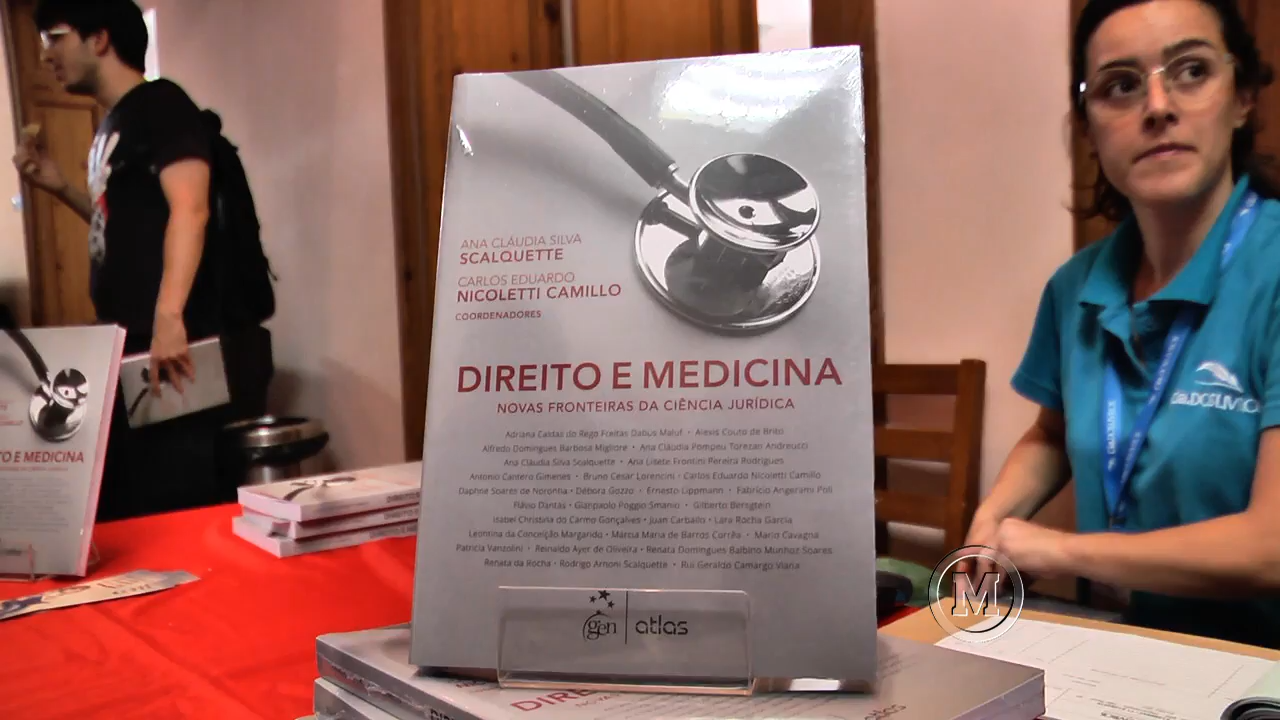 ANA CLÁUDIA SILVA
SCALQUETTE
CARLOS EDUARDO
NICOLETTI CAMILLO
COORDENADORES
DIREITO E MEDICINA
NOVAS FRONTEIRAS DA CIÊNCIA JURÍDICA
Adriana Caldas do Rego Freitas Dabus Maluf • Alexis Couto de Brito
Alfredo Domingues Barbosa Migliore • Ana Cláudia Pompeu Torezan Andreucci
Ana Cláudia Silva Scalquette • Ana Lisete Frontini Pereira Rodrigues
Antonio Cantero Gimenes • Bruno Cesar Lorencini • Carlos Eduardo Nicoletti Camillo
Daphne Soares de Noronha • Débora Gozzo • Ernesto Lippmann • Fabrício Angerami Poli
Flávio Dantas • Gianpaolo Poggio Smanio • Gilberto Bergstein
Isabel Christina do Carmo Gonçalves • Juan Carballo • Lara Rocha Garcia
Leontina da Conceição Margarido • Marcia Maria de Barros Corrêa • Mario Cavagna
Patricia Vanzolini • Reinaldo Ayer de Oliveira • Renata Domingues Balbino Munhoz Soares
Renata da Rocha • Rodrigo Arnoni Scalquette • Rui Geraldo Camargo Viana
gen atlas
TO E MEDICINA
M